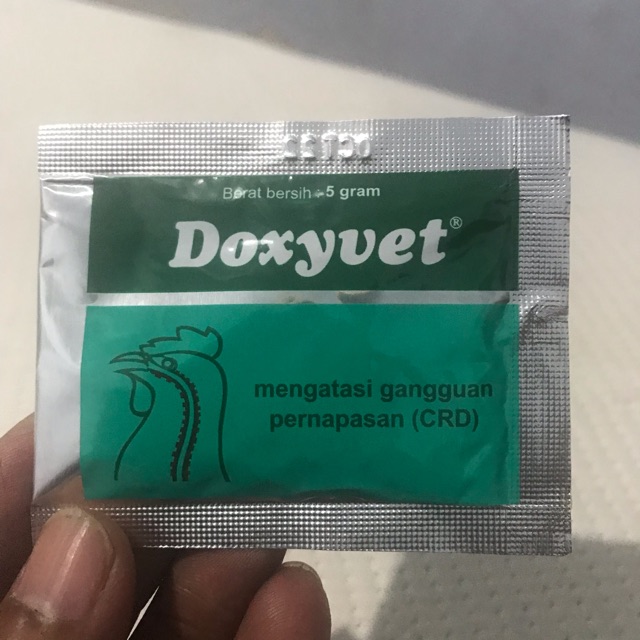 Berat bersih : 5 gram
Doxyvet®
mengatasi gangguan
pernapasan (CRD)